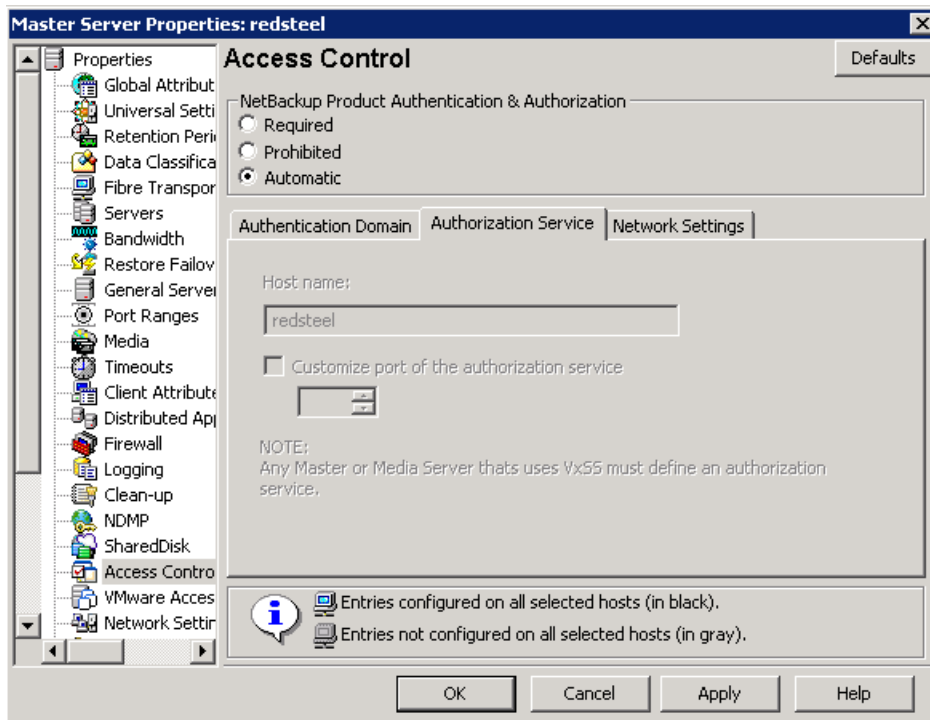 Master Server Properties: redsteel
Properties
Global Attribut
Universal Setti
Retention Peri
Data Classifica
Fibre Transpor
Servers
Bandwidth
Restore Failov
General Server
Port Ranges
Media
Timeouts
Client Attribute
Distributed App
Firewall
Logging
Clean-up
NDMP
SharedDisk
Access Contro
VMware Acces
Network Settin
Access Control
Defaults
NetBackup Product Authentication & Authorization
Required
Prohibited
Automatic
Authentication Domain
Authorization Service
Network Settings
Host name:
redsteel
Customize port of the authorization service
NOTE:
Any Master or Media Server thats uses VxSS must define an authorization
service.
Entries configured on all selected hosts (in black).
Entries not configured on all selected hosts (in gray).
OK
Cancel
Apply
Help